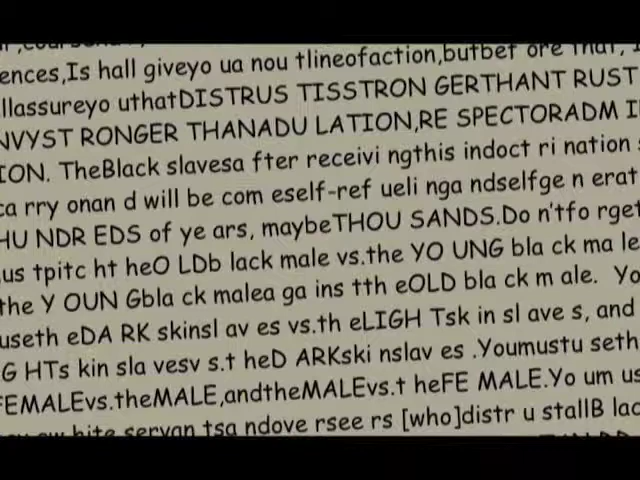 ences,Is hall giveyo ua nou tlineofaction,butbef ore that, I
llassureyo uthatDISTRUS TISSTRON GERTHANT RUST
NVYST RONGER THANADU LATION,RE SPECTORADM I
ION. TheBlack slavesa fter receivi ngthis indoct ri nation
ca rry onan d will be com eself-ref ueli nga ndselfge n erat
HU NDR EDS of ye ars, maybeTHOU SANDS.Do n'tfo rget
us tpitc ht heO LDb lack male vs.the YO UNG bla ck ma le
the Y OUN Gbla ck malea ga ins tth eOLD bla ck m ale. Yo
useth eDA RK skinsl av es vs.th eLIGH Tsk in sl ave s, and
G HTs kin sla vesv s.t heD ARKski nslav es .Youmustu seth
FEMALEvs.theMALE,andtheMALEvs.t heFE MALE.Yo um us
hite servan tsa ndove rsee rs [who]distr u stallB lac